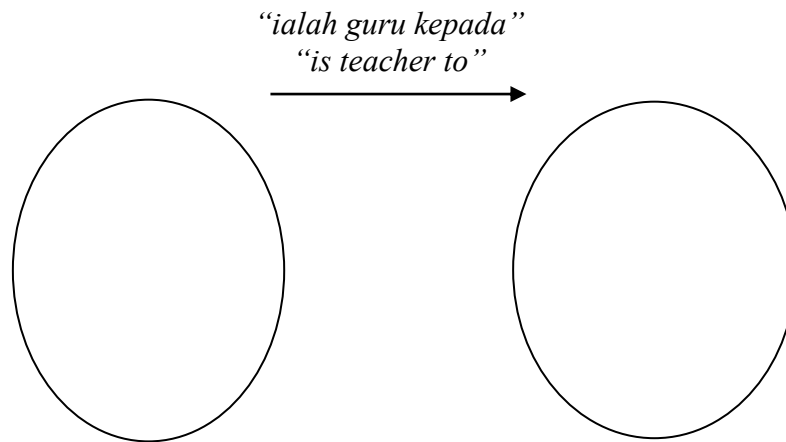 “ialah guru kepada”
“is teacher to”